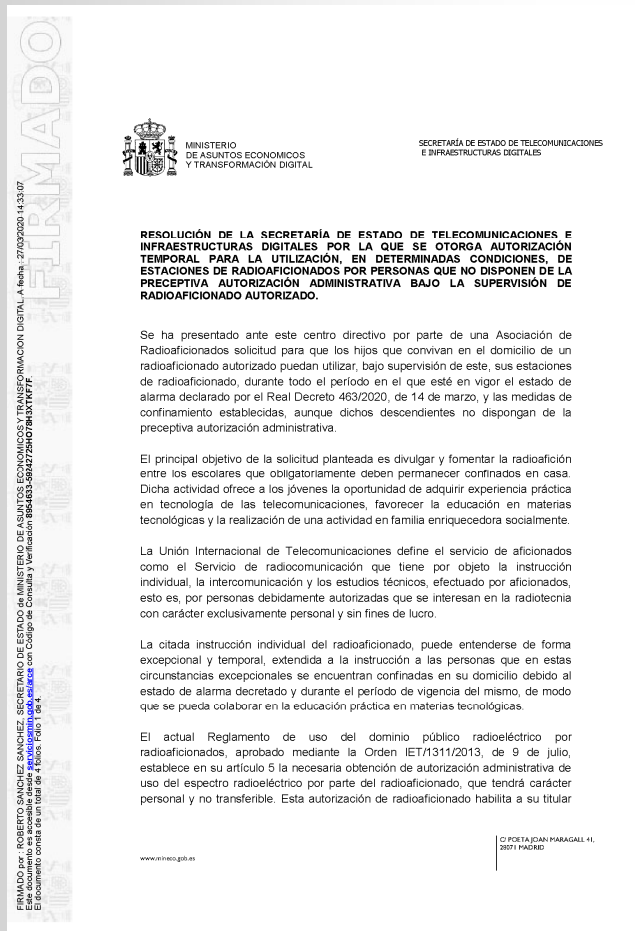 MINISTERIO
DE ASUNTOS ECONOMICOS
Y TRANSFORMACIÓN DIGITAL
SECRETARÍA DE ESTADO DE TELECOMUNICACIONES
E INFRAESTRUCTURAS DIGITALES
RESOLUCIÓN DE LA SECRETARÍA DE ESTADO DE TELECOMUNICACIONES E
INFRAESTRUCTURAS DIGITALES POR LA QUE SE OTORGA AUTORIZACIÓN
TEMPORAL PARA LA UTILIZACIÓN, EN DETERMINADAS CONDICIONES, DE
ESTACIONES DE RADIOAFICIONADOS POR PERSONAS QUE NO DISPONEN DE LA
PRECEPTIVA AUTORIZACIÓN ADMINISTRATIVA BAJO LA SUPERVISIÓN DE
RADIOAFICIONADO AUTORIZADO.
Se ha presentado ante este centro directivo por parte de una Asociación de
Radioaficionados solicitud para que los hijos que convivan en el domicilio de un
radioaficionado autorizado puedan utilizar, bajo supervisión de este, sus estaciones
de radioaficionado, durante todo el período en el que esté en vigor el estado de
alarma declarado por el Real Decreto 463/2020, de 14 de marzo, y las medidas de
confinamiento establecidas, aunque dichos descendientes no dispongan de la
preceptiva autorización administrativa.
El principal objetivo de la solicitud planteada es divulgar y fomentar la radioafición
entre los escolares que obligatoriamente deben permanecer confinados en casa.
Dicha actividad ofrece a los jóvenes la oportunidad de adquirir experiencia práctica
en tecnología de las telecomunicaciones, favorecer la educación en materias
tecnológicas y la realización de una actividad en familia enriquecedora socialmente.
La Unión Internacional de Telecomunicaciones define el servicio de aficionados
como el Servicio de radiocomunicación que tiene por objeto la instrucción
individual, la intercomunicación y los estudios técnicos, efectuado por aficionados,
esto es, por personas debidamente autorizadas que se interesan en la radiotecnia
con carácter exclusivamente personal y sin fines de lucro.
La citada instrucción individual del radioaficionado, puede entenderse de forma
excepcional y temporal, extendida a la instrucción a las personas que en estas
circunstancias excepcionales se encuentran confinadas en su domicilio debido al
estado de alarma decretado y durante el período de vigencia del mismo, de modo
que se pueda colaborar en la educación práctica en materias tecnológicas.
El actual Reglamento de uso del dominio público radioeléctrico por
radioaficionados, aprobado mediante la Orden IET/1311/2013, de 9 de julio,
establece en su artículo 5 la necesaria obtención de autorización administrativa de
uso del espectro radioeléctrico por parte del radioaficionado, que tendrá carácter
personal y no transferible. Esta autorización de radioaficionado habilita a su titular
www.mineco.gob.es
C/ POETA JOAN MARAGALL 41,
28071 MADRID
FIRMADO
FIRMADO por : ROBERTO SANCHEZ SANCHEZ, SECRETARIO DE ESTADO de MINISTERIO DE ASUNTOS ECONOMICOS Y TRANSFORMACION DIGITAL. A fecha : 27/03/2020 14:33:07
Este documento es accesible desde serviciosmin.gob.es/arce con Código de Consulta y Verificación 8954633-59242725HO78H3XTKF7F.
El documento consta de un total de 4 folios. Folio 1 de 4.